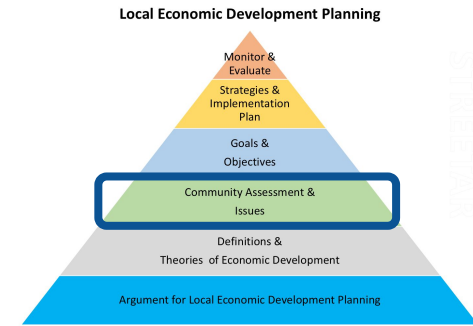 Local Economic Development Planning
Monitor &
Evaluate
Strategies &
Implementation
Plan
Goals &
Objectives
Community Assessment &
Issues
Definitions &
Theories of Economic Development
Argument for Local Economic Development Planning